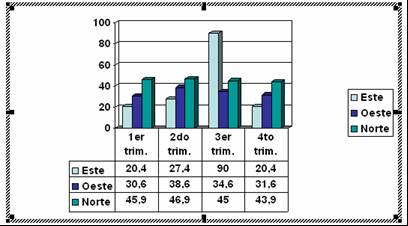 100
80
60
40
20
0
1er trim. 2do trim. 3er trim. 4to trim.
Este 20,4 27,4 90 20,4
Oeste 30,6 38,6 34,6 31,6
Norte 45,9 46,9 45 43,9
Este
Oeste
Norte